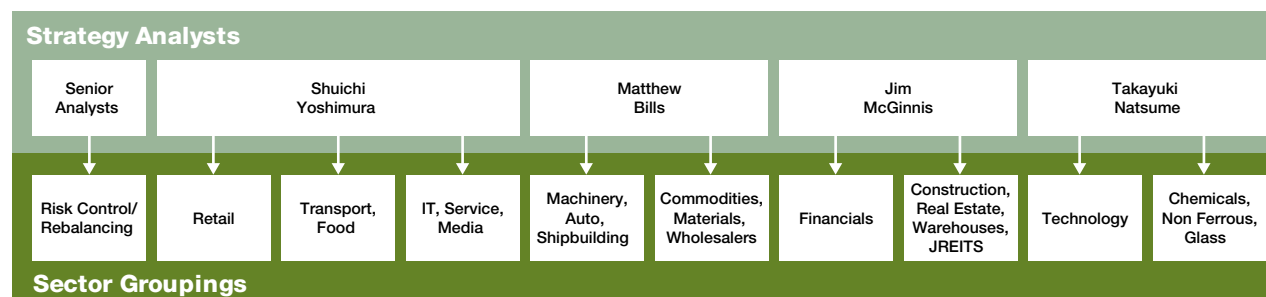 Strategy Analysts
Senior
Analysts
Shuichi
Yoshimura
Matthew
Bills
Jim
McGinnis
Takayuki
Natsume
Risk Control/
Rebalancing
Retail
Transport,
Food
IT, Service,
Media
Machinery,
Auto,
Shipbuilding
Commodities,
Materials,
Wholesalers
Financials
Construction,
Real Estate,
Warehouses,
JREITS
Technology
Chemicals,
Non Ferrous,
Glass
Sector Groupings